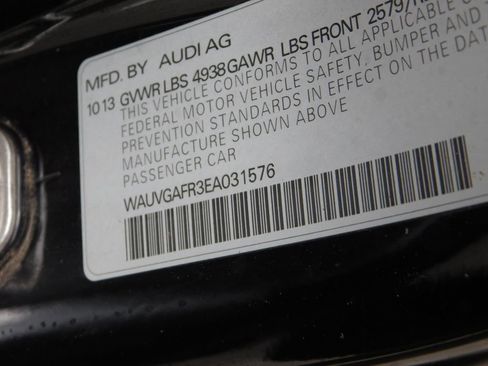 MFD. BY AUDI AG
10 13 GVWR LBS 4938 GAWR LBS FRONT 2579/
THIS VEHICLE CONFORMS TO ALL APPLICABLE
FEDERAL MOTOR VEHICLE SAFETY, BUMPER AND
PREVENTION STANDARDS IN EFFECT ON THE DAT
MANUFACTURE SHOWN ABOVE
PASSENGER CAR
WAUVGAFR3EA031576